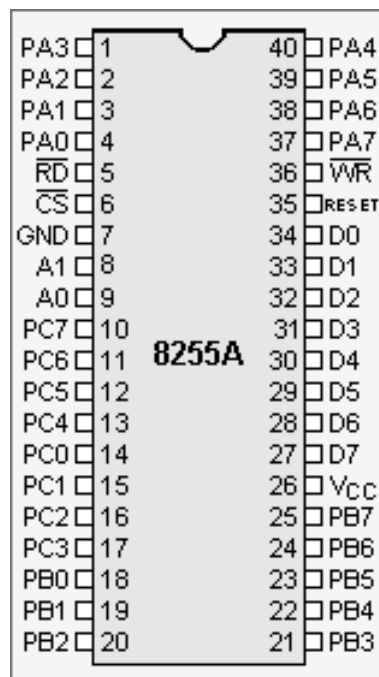 PA3 1 40 PA4
PA2 2 39 PA5
PA1 3 38 PA6
PA0 4 37 PA7
R̅D̅ 5 36 W̅R̅
C̅S̅ 6 35 RESET
GND 7 34 D0
A1 8 33 D1
A0 9 32 D2
PC7 10 31 D3
PC6 11 8255A 30 D4
PC5 12 29 D5
PC4 13 28 D6
PC0 14 27 D7
PC1 15 26 VCC
PC2 16 25 PB7
PC3 17 24 PB6
PB0 18 23 PB5
PB1 19 22 PB4
PB2 20 21 PB3